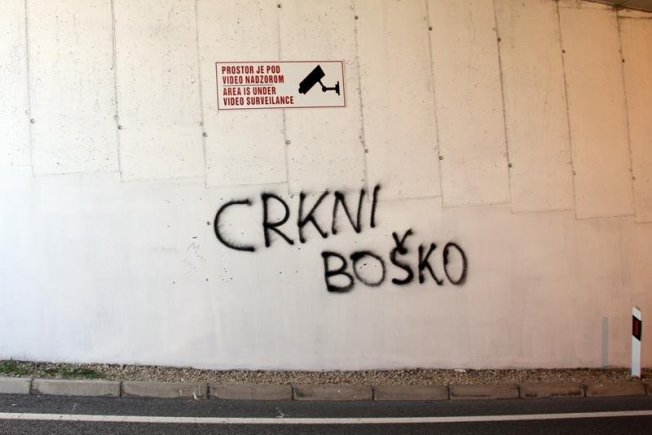 PROSTOR JE POD
VIDEO NADZOROM
AREA IS UNDER
VIDEO SURVEILANCE
CRKNI
BOŠKO